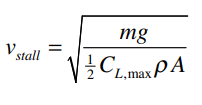 v_stall = √(mg / (½ C_L,max ρ A))